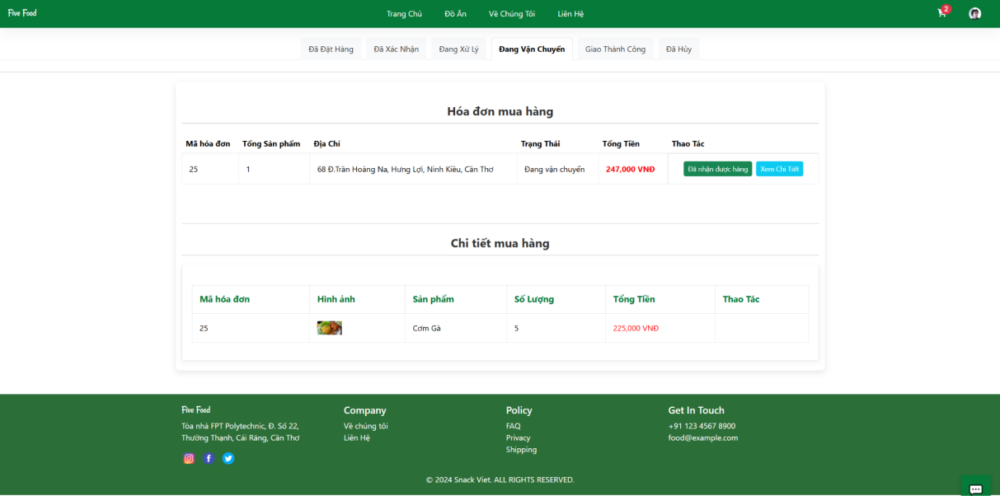 Five Food
Trang Chủ
Đồ Ăn
Về Chúng Tôi
Liên Hệ
2
Đã Đặt Hàng
Đã Xác Nhận
Đang Xử Lý
Đang Vận Chuyển
Giao Thành Công
Đã Hủy
Hóa đơn mua hàng
Mã hóa đơn Tổng Sản phẩm Địa Chỉ Trạng Thái Tổng Tiền Thao Tác
25 1 68 Đ.Trần Hoàng Na, Hưng Lợi, Ninh Kiều, Cần Thơ Đang vận chuyển 247,000 VNĐ Đã nhận được hàng Xem Chi Tiết
Chi tiết mua hàng
Mã hóa đơn Hình ảnh Sản phẩm Số Lượng Tổng Tiền Thao Tác
25 Cơm Gà 5 225,000 VNĐ
Five Food
Tòa nhà FPT Polytechnic, Đ. Số 22,
Thường Thạnh, Cái Răng, Cần Thơ
Company
Về chúng tôi
Liên Hệ
Policy
FAQ
Privacy
Shipping
Get In Touch
+91 123 4567 8900
food@example.com
© 2024 Snack Viet. ALL RIGHTS RESERVED.